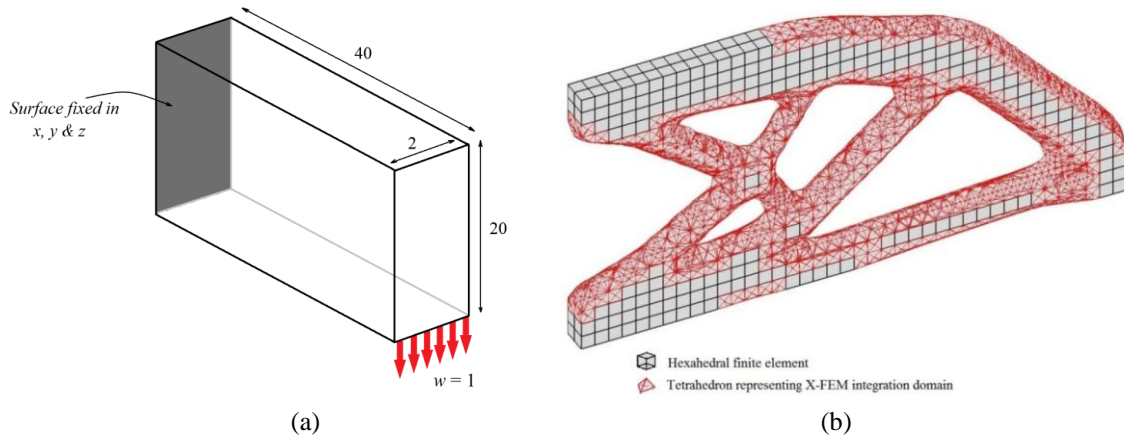 40
Surface fixed in
x, y & z
2
20
w = 1
Hexahedral finite element
Tetrahedron representing X-FEM integration domain
(a)
(b)